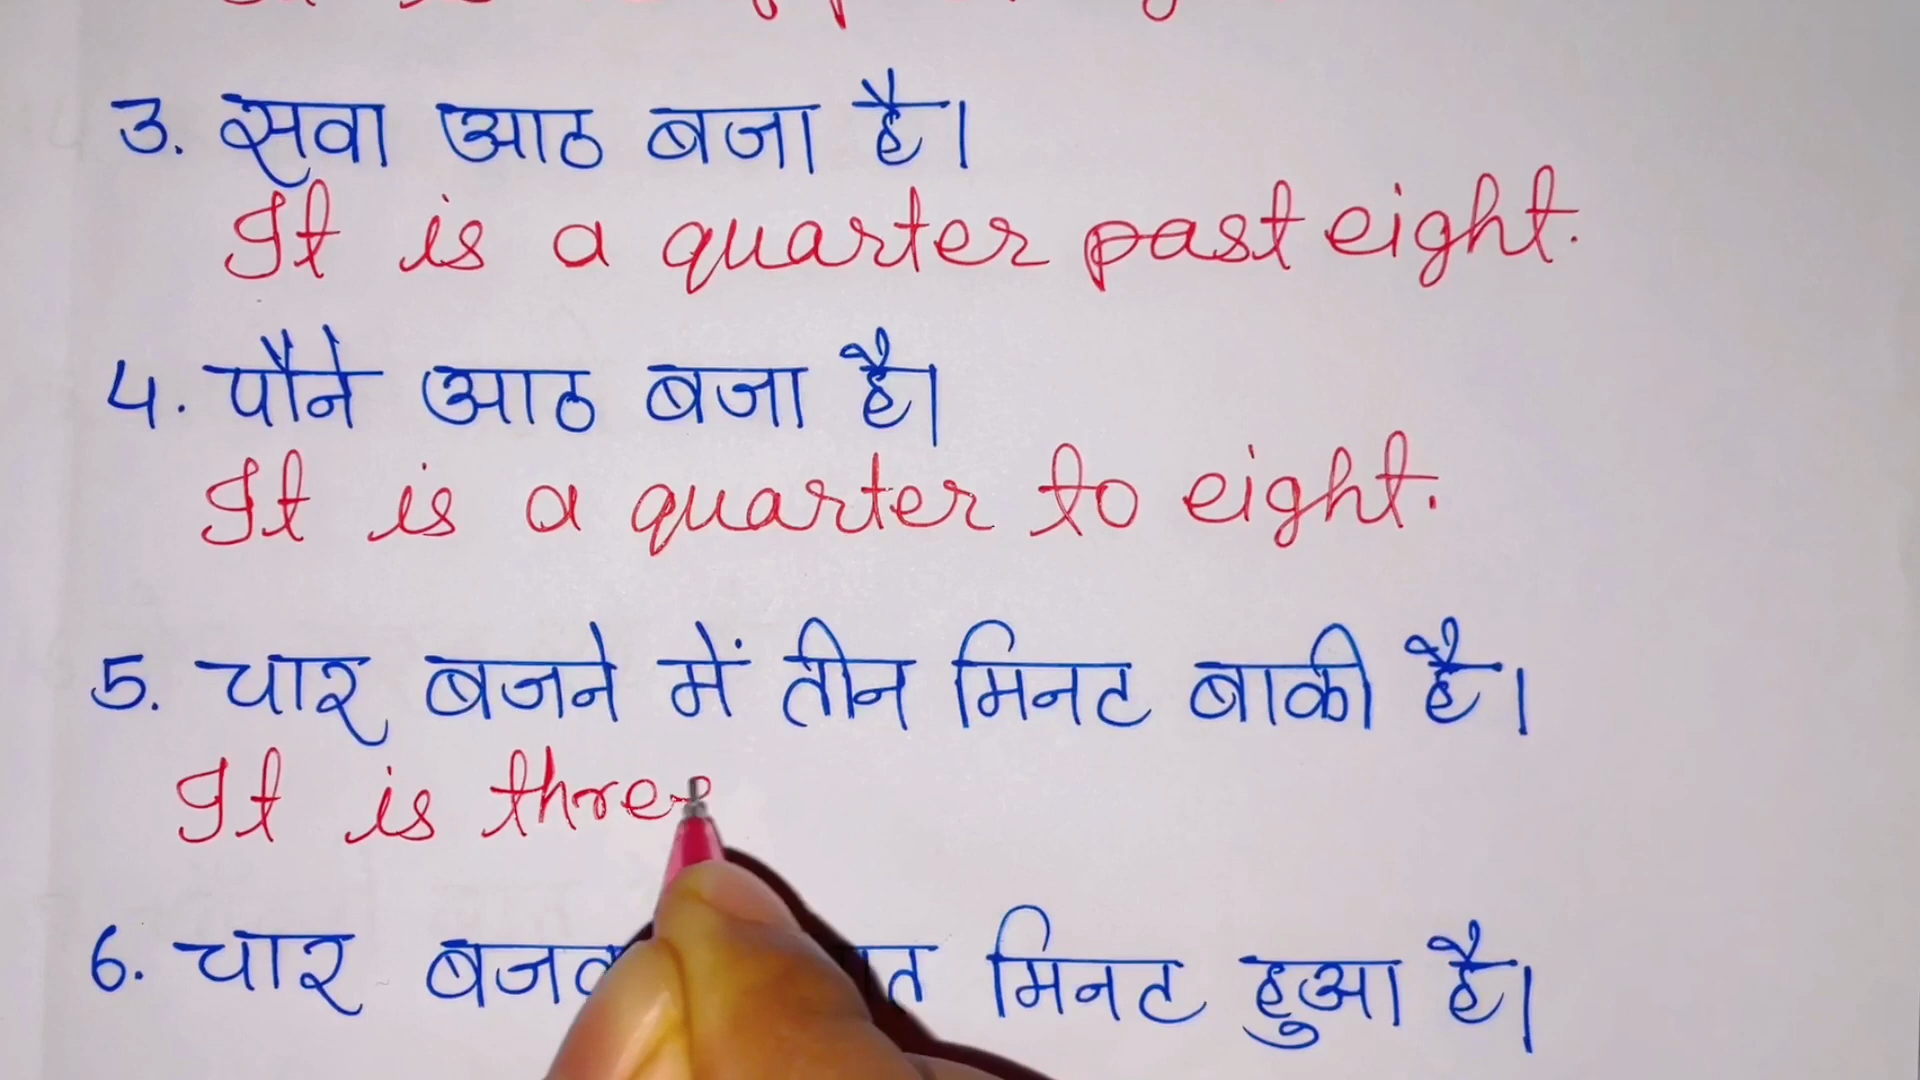 3. सवा आठ बजा है।
It is a quarter past eight.
4. पौने आठ बजा है।
It is a quarter to eight.
5. चार बजने में तीन मिनट बाकी है।
It is three
6. चार मिनट हुआ है।